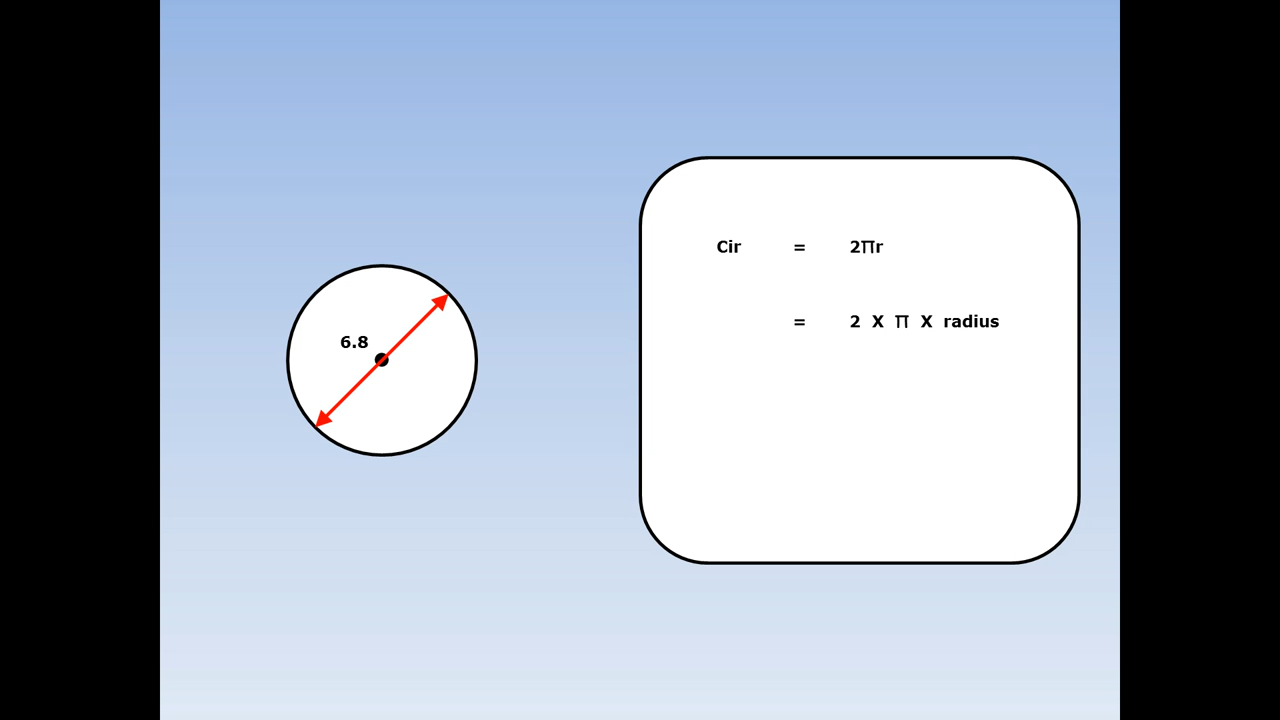 6.8
Cir = 2Πr
= 2 X Π X radius